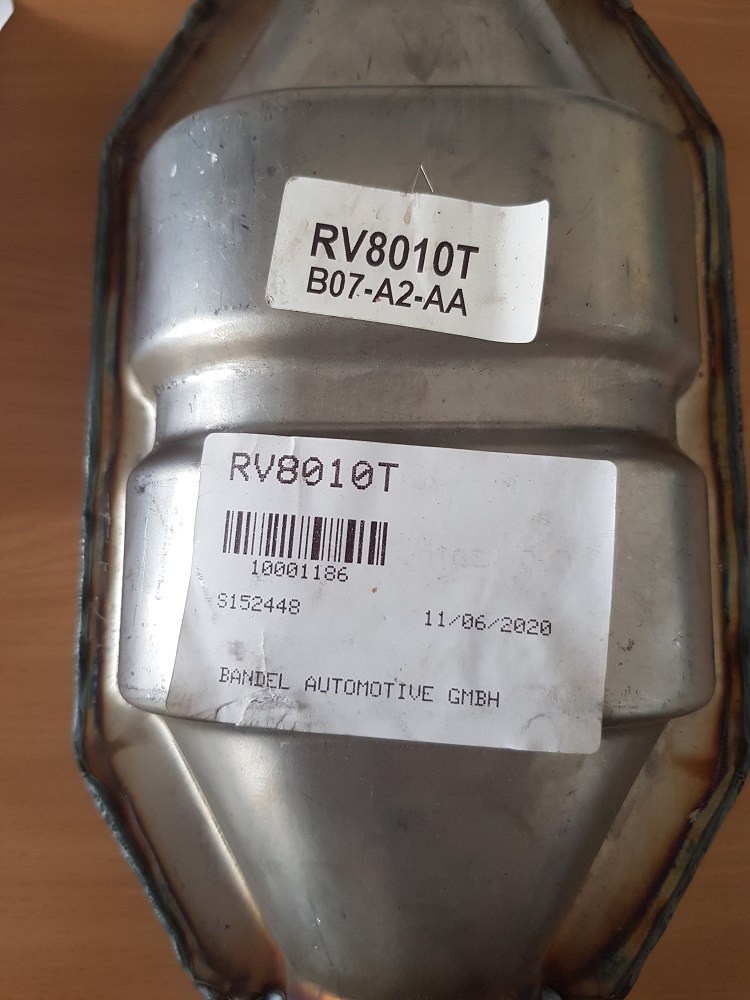 RV8010T
B07-A2-AA
RV8010T
10001186
S152448
11/06/2020
BANDEL AUTOMOTIVE GMBH